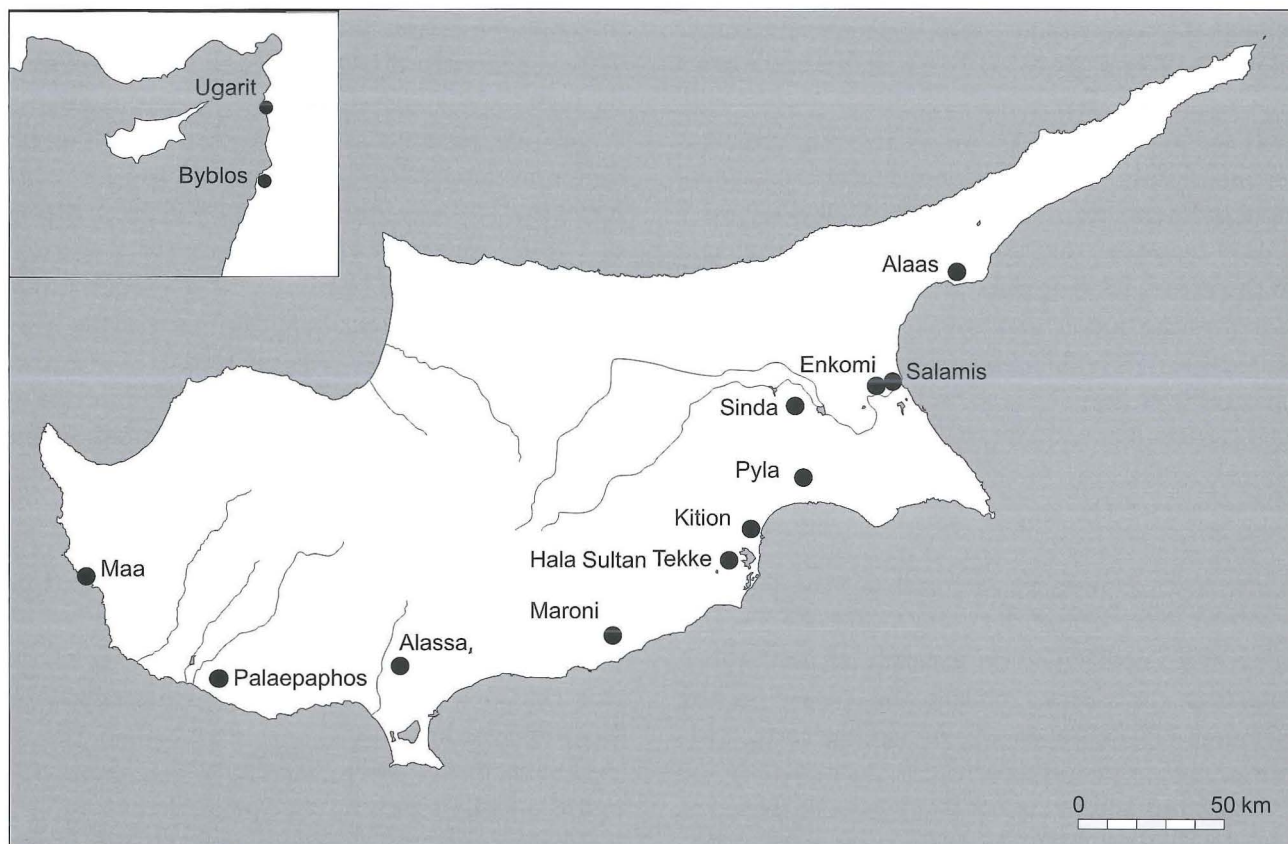 Ugarit
Byblos
Alaas
Enkomi
Salamis
Sinda
Pyla
Kition
Hala Sultan Tekke
Maa
Maroni
Alassa,
Palaepaphos
0 50 km